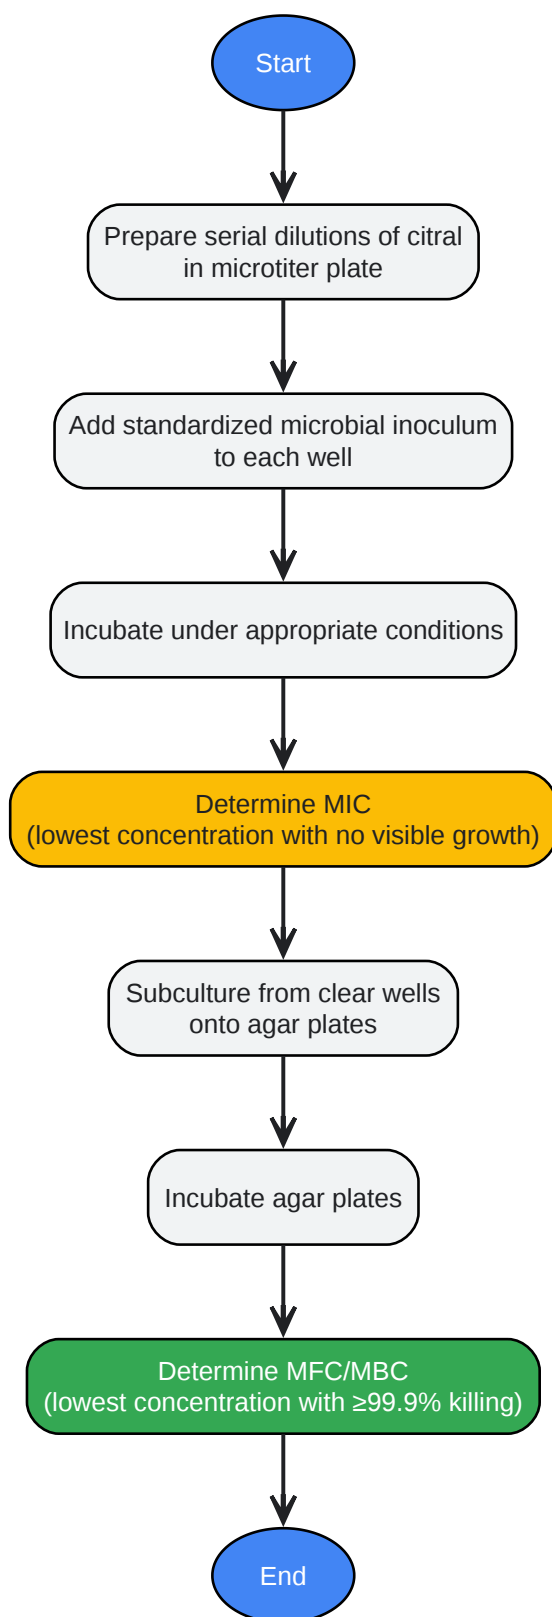 Start
Prepare serial dilutions of citral
in microtiter plate
Add standardized microbial inoculum
to each well
Incubate under appropriate conditions
Determine MIC
(lowest concentration with no visible growth)
Subculture from clear wells
onto agar plates
Incubate agar plates
Determine MFC/MBC
(lowest concentration with ≥99.9% killing)
End